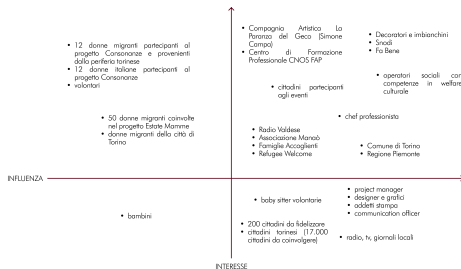 • 12 donne migranti partecipanti al
progetto Consonanze e provenienti
dalla periferia torinese
• 12 donne italiane partecipanti al
progetto Consonanze
• volontari
• 50 donne migranti coinvolte
nel progetto Estate Mamme
• donne migranti della città di
Torino
• Compagnia Artistica La
Paranza del Geco (Simone
Campa)
• Centro di Formazione
Professionale CNOS FAP
• cittadini partecipanti
agli eventi
• Decoratori e imbianchini
• Snodi
• Fa Bene
• operatori sociali con
competenze in welfare
culturale
• chef professionista
• Radio Valdese
• Associazione Manaò
• Famiglie Accoglienti
• Refugee Welcome
• Comune di Torino
• Regione Piemonte
INFLUENZA
• bambini
• baby sitter volontarie
• 200 cittadini da fidelizzare
• cittadini torinesi (17.000
cittadini da coinvolgere)
• project manager
• designer e grafici
• addetti stampa
• communication officer
• radio, tv, giornali locali
INTERESSE